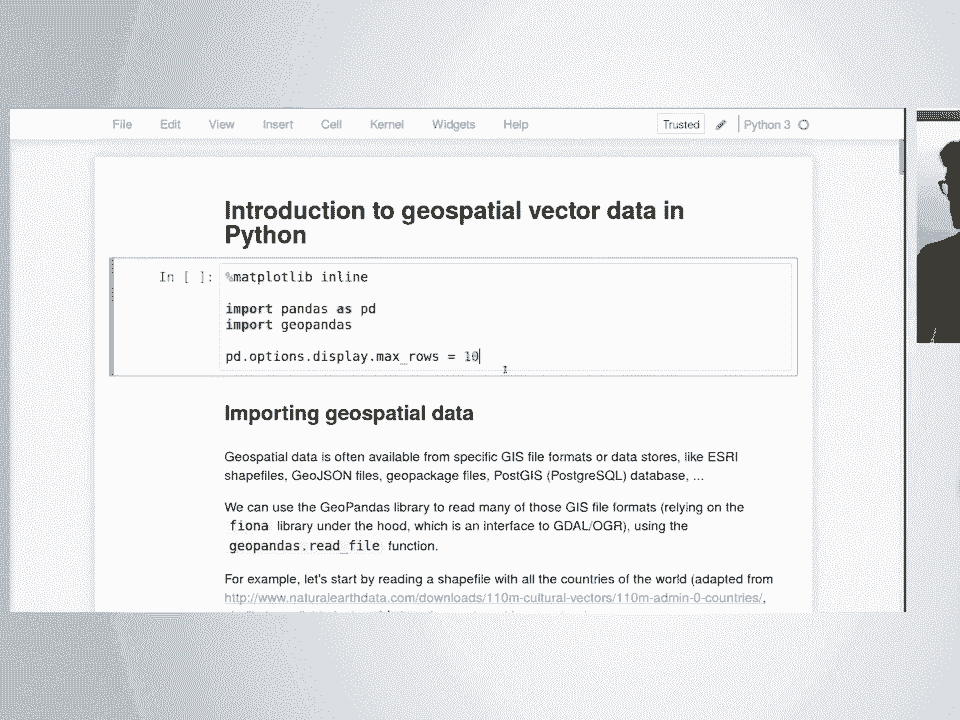 File Edit View Insert Cell Kernel Widgets Help Trusted Python 3
Introduction to geospatial vector data in
Python
In [ ]: %matplotlib inline
import pandas as pd
import geopandas
pd.options.display.max_rows = 10
Importing geospatial data
Geospatial data is often available from specific GIS file formats or data stores, like ESRI
shapefiles, GeoJSON files, geopackage files, PostGIS (PostgreSQL) database, ...
We can use the GeoPandas library to read many of those GIS file formats (relying on the
fiona library under the hood, which is an interface to GDAL/OGR), using the
geopandas.read_file function.
For example, let's start by reading a shapefile with all the countries of the world (adapted from
http://www.naturalearthdata.com/downloads/110m-cultural-vectors/110m-admin-0-countries/,